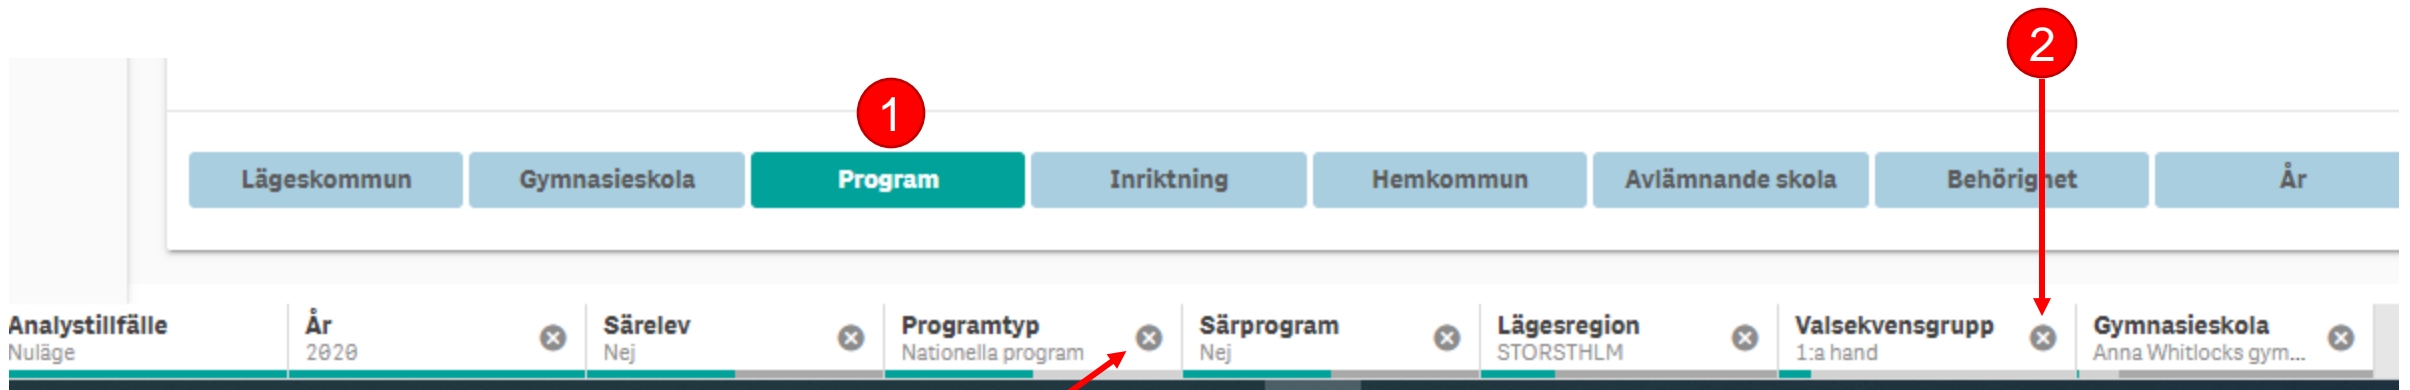 2
1
Lägeskommun Gymnasieskola Program Inriktning Hemkommun Avlämnande skola Behörighet År
Analystillfälle År Särelev Programtyp Särprogram Lägesregion Valsekvensgrupp Gymnasieskola
Nuläge 2020 Nej Nationella program Nej STORSTHLM 1:a hand Anna Whitlocks gym...